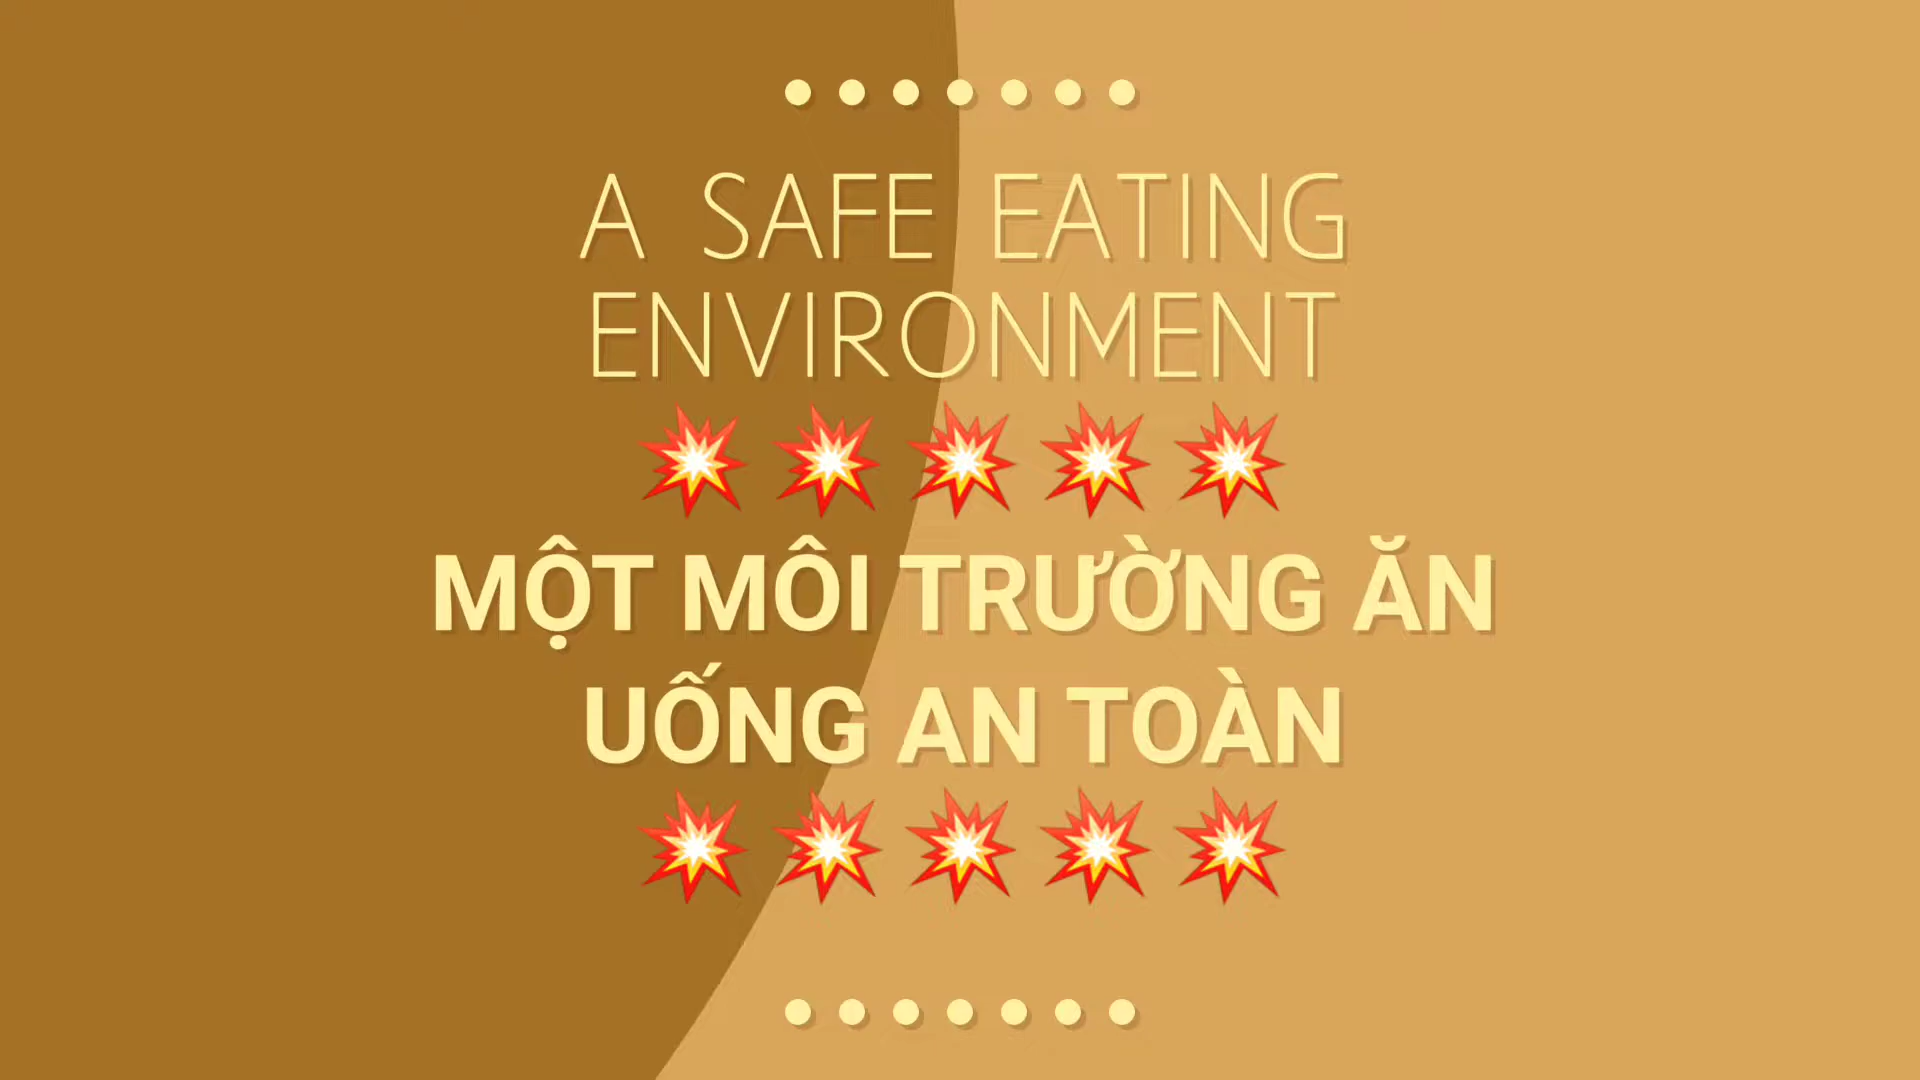 A SAFE EATING
ENVIRONMENT
💥💥💥💥💥
MỘT MÔI TRƯỜNG ĂN
UỐNG AN TOÀN
💥💥💥💥💥